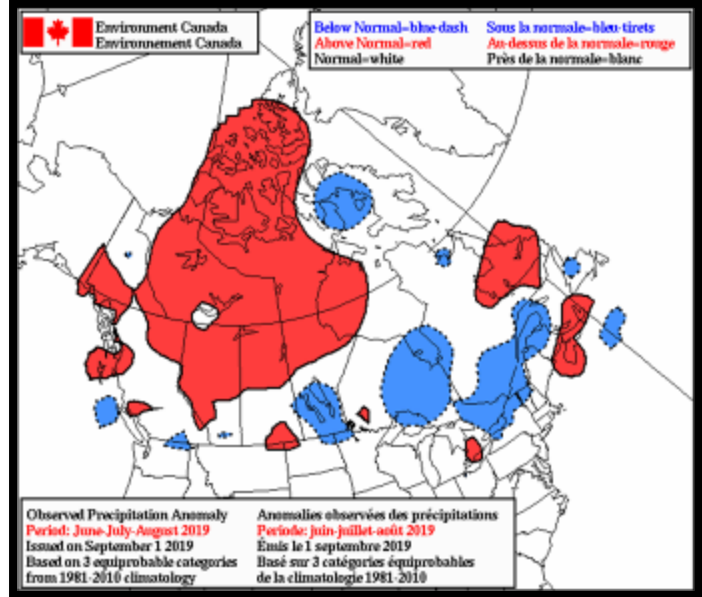 Environment Canada
Environnement Canada
Below Normal=blue-dash
Above Normal=red
Normal=white
Sous la normale=bleu-tirets
Au-dessus de la normale=rouge
Près de la normale=blanc
Observed Precipitation Anomaly
Period: June-July-August 2019
Issued on September 1 2019
Based on 3 equiprobable categories
from 1981-2010 climatology
Anomalies observées des précipitations
Periode: juin-juillet-août 2019
Émis le 1 septembre 2019
Basé sur 3 catégories équiprobables
de la climatologie 1981-2010